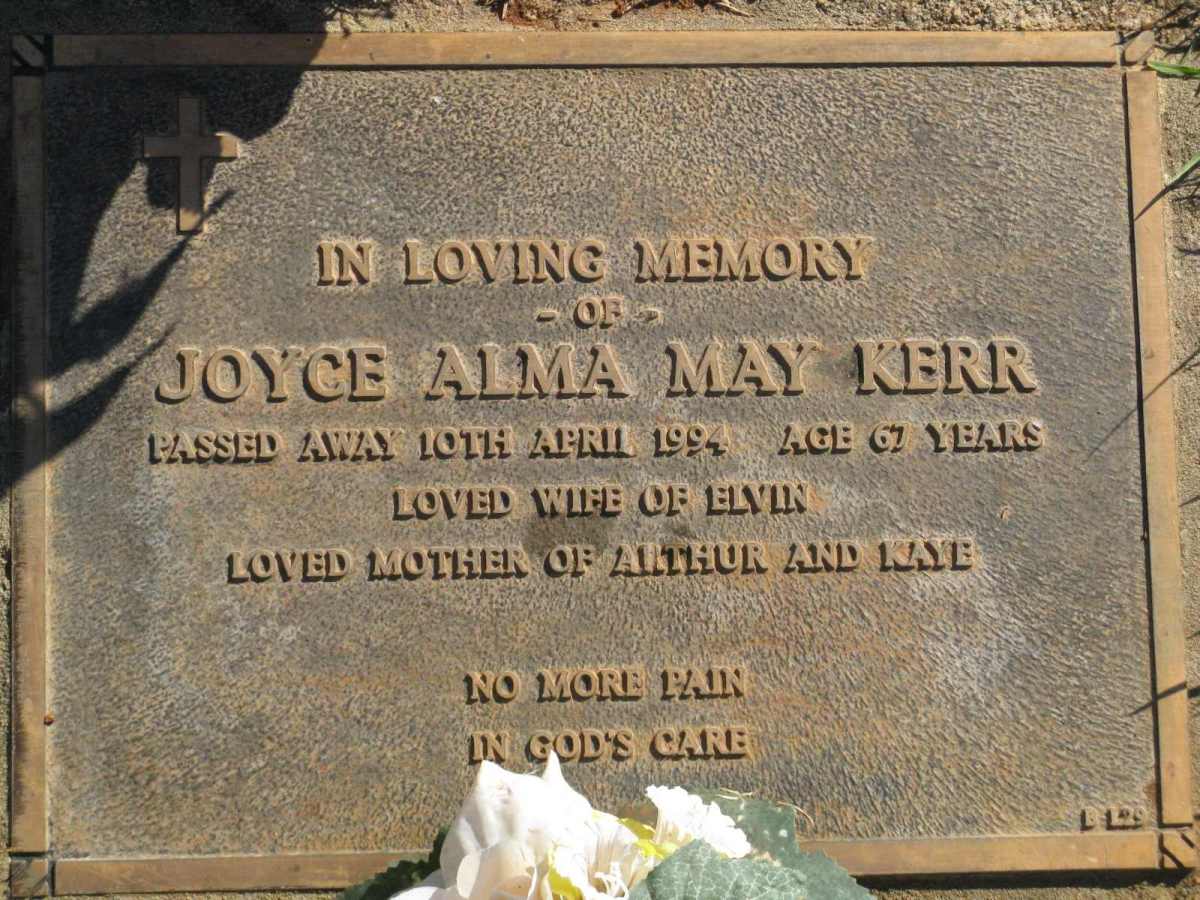 IN LOVING MEMORY
- OF -
JOYCE ALMA MAY KERR
PASSED AWAY 10TH APRIL 1994 AGE 67 YEARS
LOVED WIFE OF ELVIN
LOVED MOTHER OF ARTHUR AND KAYE
NO MORE PAIN
IN GOD'S CARE